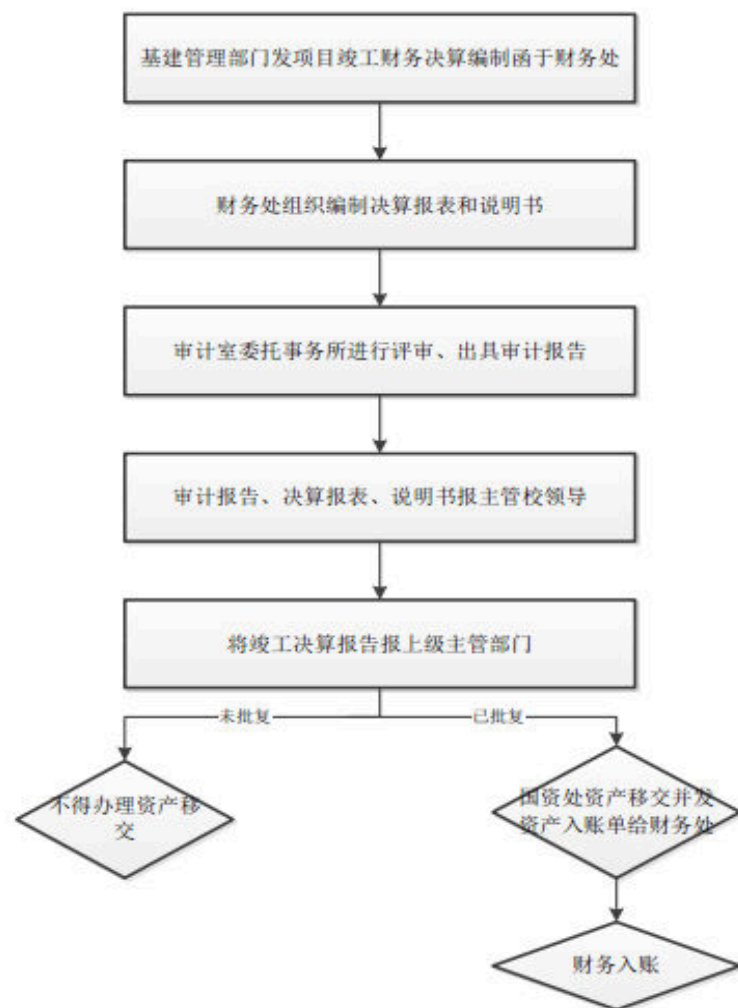 基建管理部门发项目竣工财务决算编制函于财务处
财务处组织编制决算报表和说明书
审计室委托事务所进行评审、出具审计报告
审计报告、决算报表、说明书报主管校领导
将竣工决算报告报上级主管部门
未批复
已批复
不得办理资产移
交
国资处资产移交并发
资产入账单给财务处
财务入账